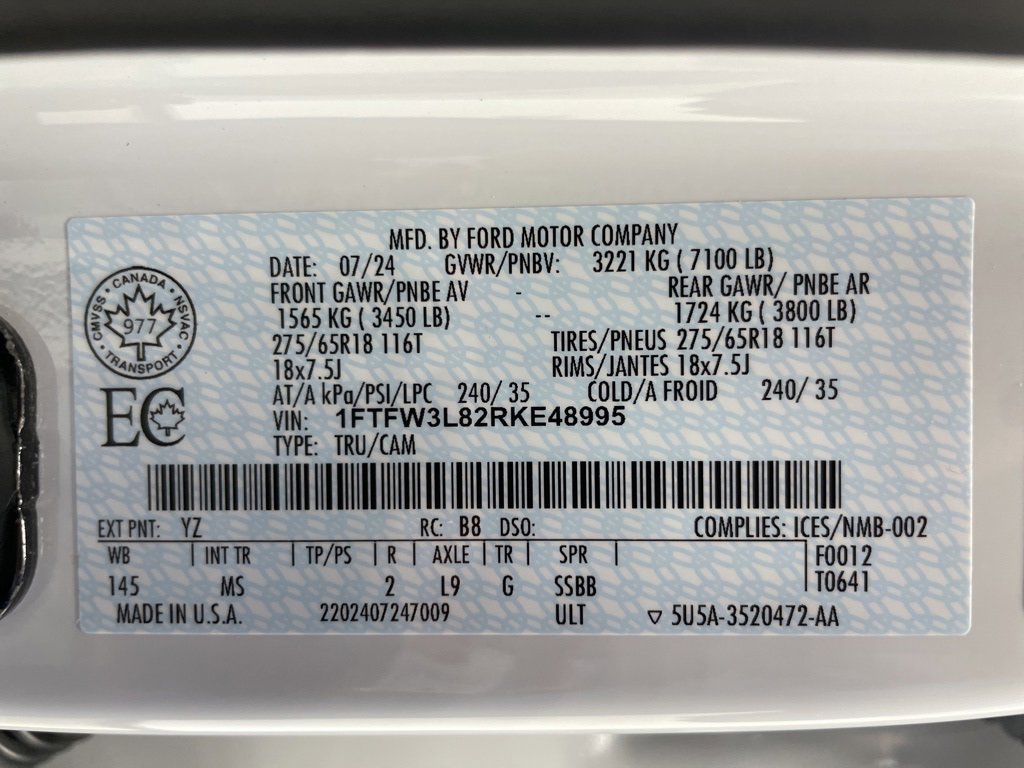 MFD. BY FORD MOTOR COMPANY
DATE: 07/24 GVWR/PNBV: 3221 KG ( 7100 LB)
FRONT GAWR/PNBE AV - REAR GAWR/ PNBE AR
1565 KG ( 3450 LB) -- 1724 KG ( 3800 LB)
275/65R18 116T TIRES/PNEUS 275/65R18 116T
18x7.5J RIMS/JANTES 18x7.5J
AT/A kPa/PSI/LPC 240/ 35 COLD/A FROID 240/ 35
VIN: 1FTFW3L82RKE48995
TYPE: TRU/CAM
CMVSS • CANADA • NSVAC
977
• TRANSPORT •
EC
EXT PNT: YZ RC: B8 DSO: COMPLIES: ICES/NMB-002
WB | INT TR | TP/PS | R | AXLE | TR | SPR | F0012
145 MS 2 L9 G SSBB T0641
MADE IN U.S.A. 2202407247009 ULT ▽ 5U5A-3520472-AA